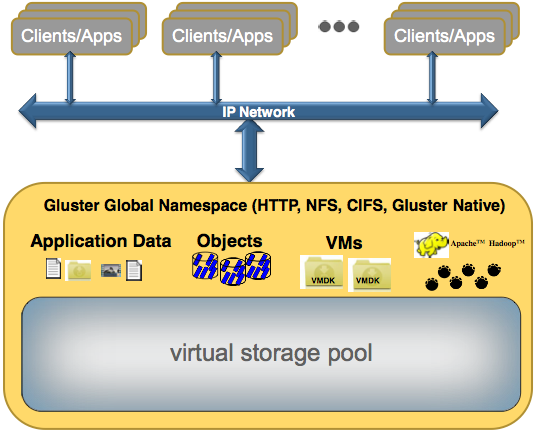 Clients/Apps Clients/Apps Clients/Apps
IP Network
Gluster Global Namespace (HTTP, NFS, CIFS, Gluster Native)
Application Data Objects VMs Apache™ Hadoop™
VMDK VMDK
virtual storage pool